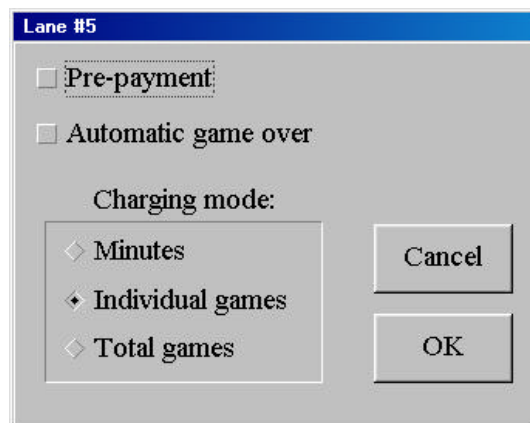 Lane #5
Pre-payment
Automatic game over
Charging mode:
Minutes
Individual games
Total games
Cancel
OK